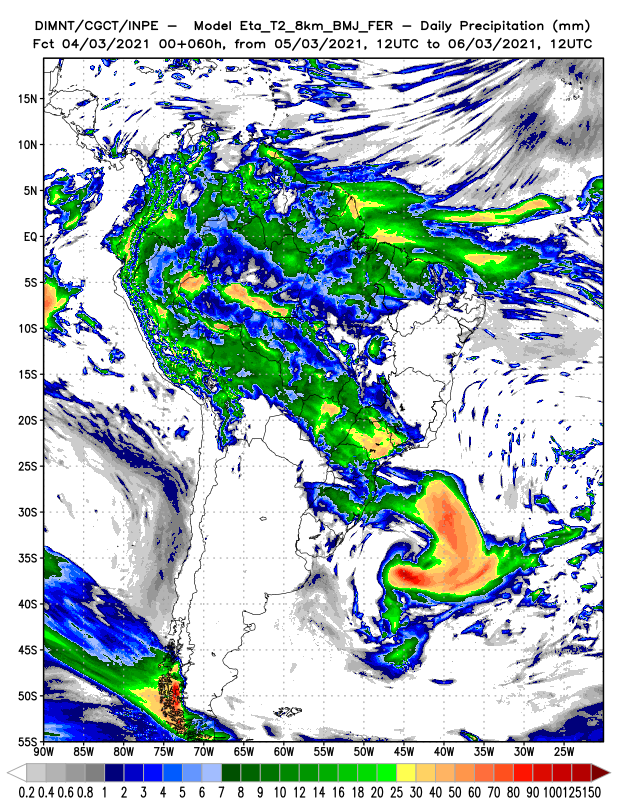 DIMNT/CGCT/INPE − Model Eta_T2_8km_BMJ_FER − Daily Precipitation (mm)
Fct 04/03/2021 00+060h, from 05/03/2021, 12UTC to 06/03/2021, 12UTC
15N
10N
5N
EQ
5S
10S
15S
20S
25S
30S
35S
40S
45S
50S
55S
90W 85W 80W 75W 70W 65W 60W 55W 50W 45W 40W 35W 30W 25W
0.2 0.4 0.6 0.8 1 2 3 4 5 6 7 8 9 10 12 14 16 18 20 25 30 40 50 60 70 80 90 100 125 150